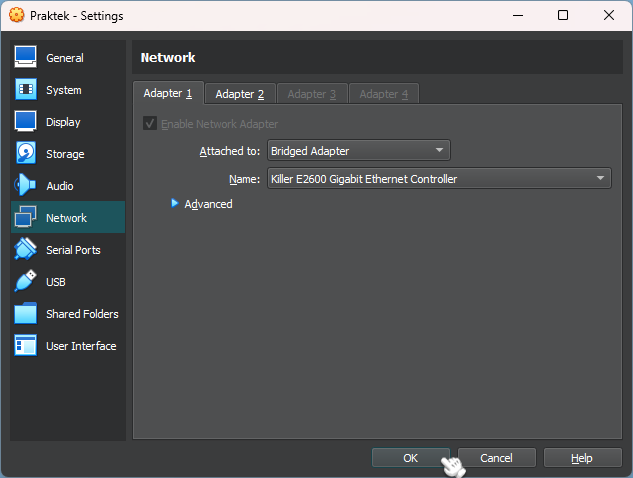 Praktek - Settings
General
System
Display
Storage
Audio
Network
Serial Ports
USB
Shared Folders
User Interface
Network
Adapter 1 Adapter 2 Adapter 3 Adapter 4
Enable Network Adapter
Attached to: Bridged Adapter
Name: Killer E2600 Gigabit Ethernet Controller
Advanced
OK Cancel Help